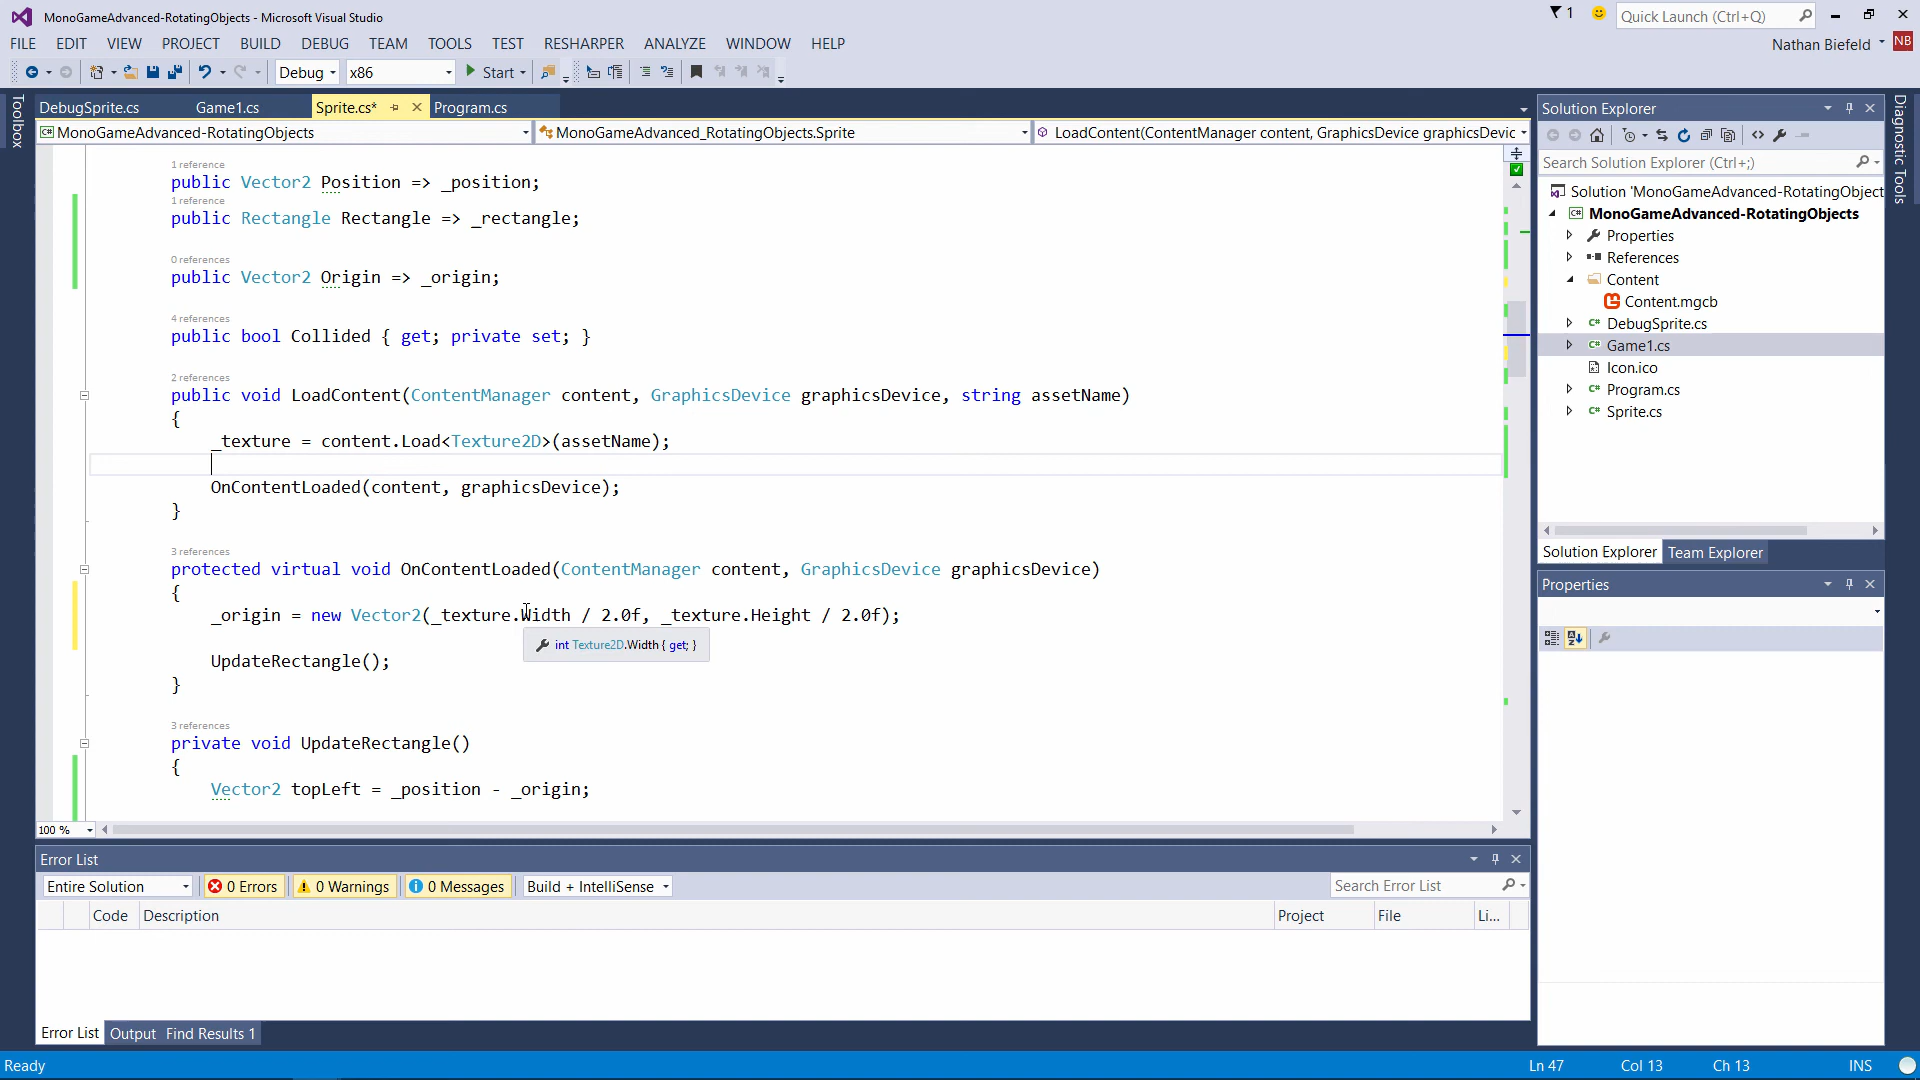 MonoGameAdvanced-RotatingObjects - Microsoft Visual Studio
1
Quick Launch (Ctrl+Q)
FILE EDIT VIEW PROJECT BUILD DEBUG TEAM TOOLS TEST RESHARPER ANALYZE WINDOW HELP
Nathan Biefeld NB
Debug x86 Start
Toolbox
DebugSprite.cs Game1.cs Sprite.cs* Program.cs
MonoGameAdvanced-RotatingObjects MonoGameAdvanced_RotatingObjects.Sprite LoadContent(ContentManager content, GraphicsDevice graphicsDevic
1 reference
public Vector2 Position => _position;
1 reference
public Rectangle Rectangle => _rectangle;
0 references
public Vector2 Origin => _origin;
4 references
public bool Collided { get; private set; }
2 references
public void LoadContent(ContentManager content, GraphicsDevice graphicsDevice, string assetName)
{
_texture = content.Load<Texture2D>(assetName);
OnContentLoaded(content, graphicsDevice);
}
3 references
protected virtual void OnContentLoaded(ContentManager content, GraphicsDevice graphicsDevice)
{
_origin = new Vector2(_texture.Width / 2.0f, _texture.Height / 2.0f);
int Texture2D.Width { get; }
UpdateRectangle();
}
3 references
private void UpdateRectangle()
{
Vector2 topLeft = _position - _origin;
100 %
Error List
Entire Solution 0 Errors 0 Warnings 0 Messages Build + IntelliSense Search Error List
Code Description Project File Li...
Error List Output Find Results 1
Solution Explorer
Search Solution Explorer (Ctrl+;)
Solution 'MonoGameAdvanced-RotatingObject
MonoGameAdvanced-RotatingObjects
Properties
References
Content
Content.mgcb
DebugSprite.cs
Game1.cs
Icon.ico
Program.cs
Sprite.cs
Solution Explorer Team Explorer
Properties
Diagnostic Tools
Ready Ln 47 Col 13 Ch 13 INS